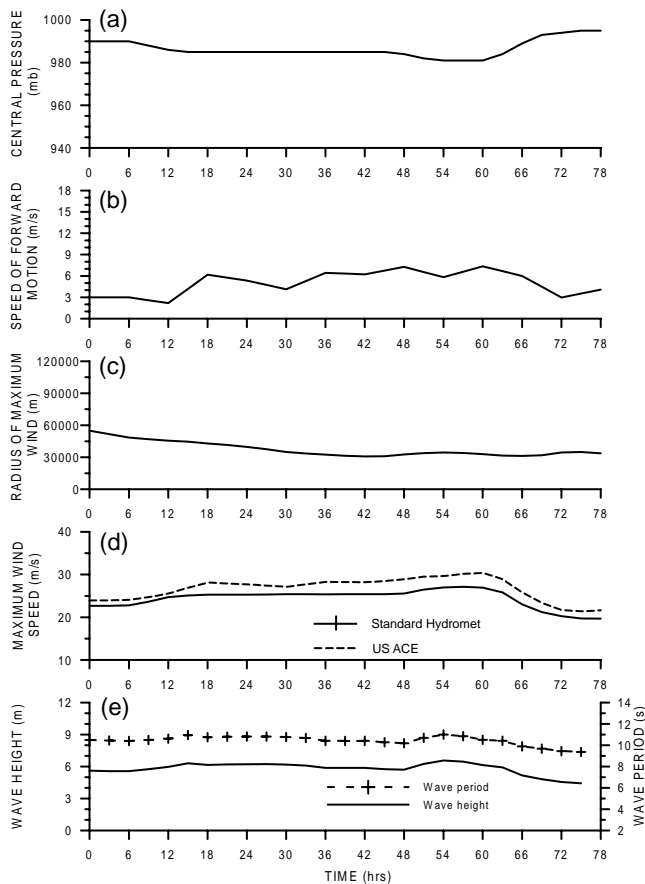 (a)
CENTRAL PRESSURE
(mb)
1000
980
960
940
0 6 12 18 24 30 36 42 48 54 60 66 72 78
(b)
SPEED OF FORWARD
MOTION (m/s)
18
15
12
9
6
3
0
0 6 12 18 24 30 36 42 48 54 60 66 72 78
(c)
RADIUS OF MAXIMUM
WIND (m)
120000
90000
60000
30000
0
0 6 12 18 24 30 36 42 48 54 60 66 72 78
(d)
MAXIMUM WIND
SPEED (m/s)
40
30
20
10
Standard Hydromet
US ACE
0 6 12 18 24 30 36 42 48 54 60 66 72 78
(e)
WAVE HEIGHT (m)
12
9
6
3
0
Wave period
Wave height
14
12
10
8
6
4
2
WAVE PERIOD (s)
0 6 12 18 24 30 36 42 48 54 60 66 72 78
TIME (hrs)